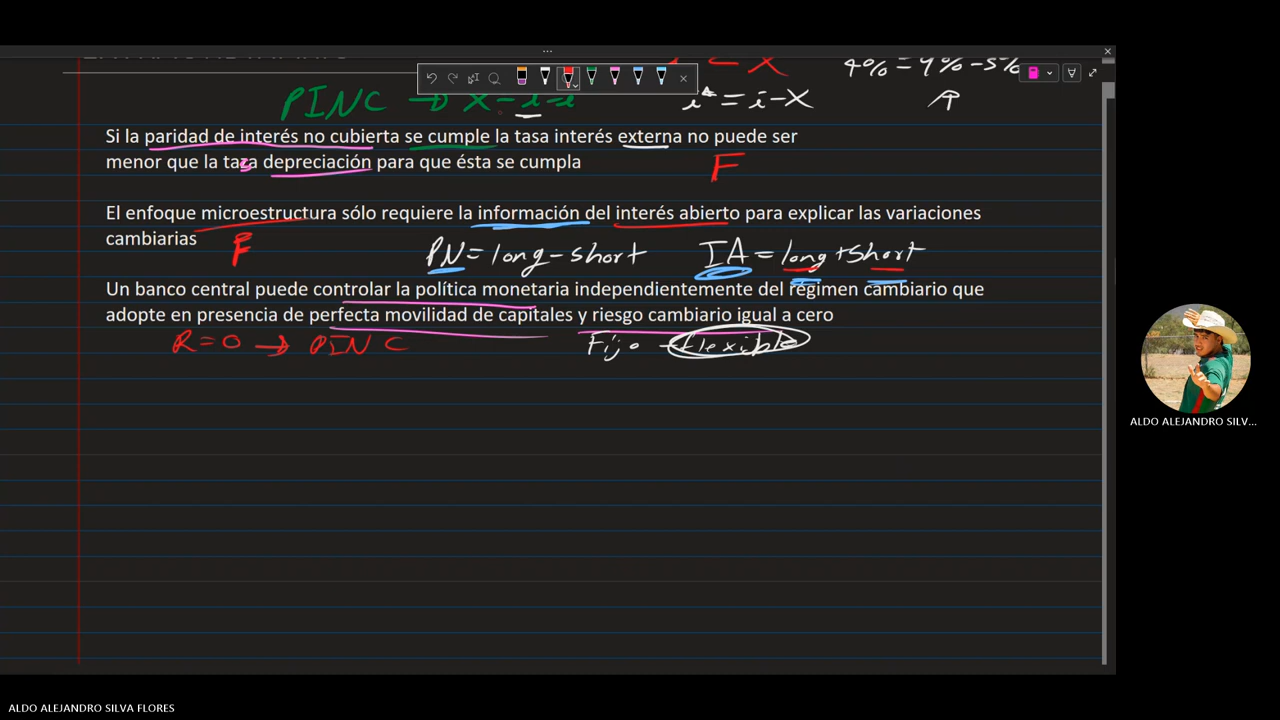 4% = 9% - 5%
PINC → X = i - i
i* = i - X
Si la paridad de interés no cubierta se cumple la tasa interés externa no puede ser
menor que la taza depreciación para que ésta se cumpla
F
El enfoque microestructura sólo requiere la información del interés abierto para explicar las variaciones
cambiarias
F
PN = long - short
IA = long + short
Un banco central puede controlar la política monetaria independientemente del régimen cambiario que
adopte en presencia de perfecta movilidad de capitales y riesgo cambiario igual a cero
R = 0 → PINC
Fijo - flexible
ALDO ALEJANDRO SILV...
ALDO ALEJANDRO SILVA FLORES